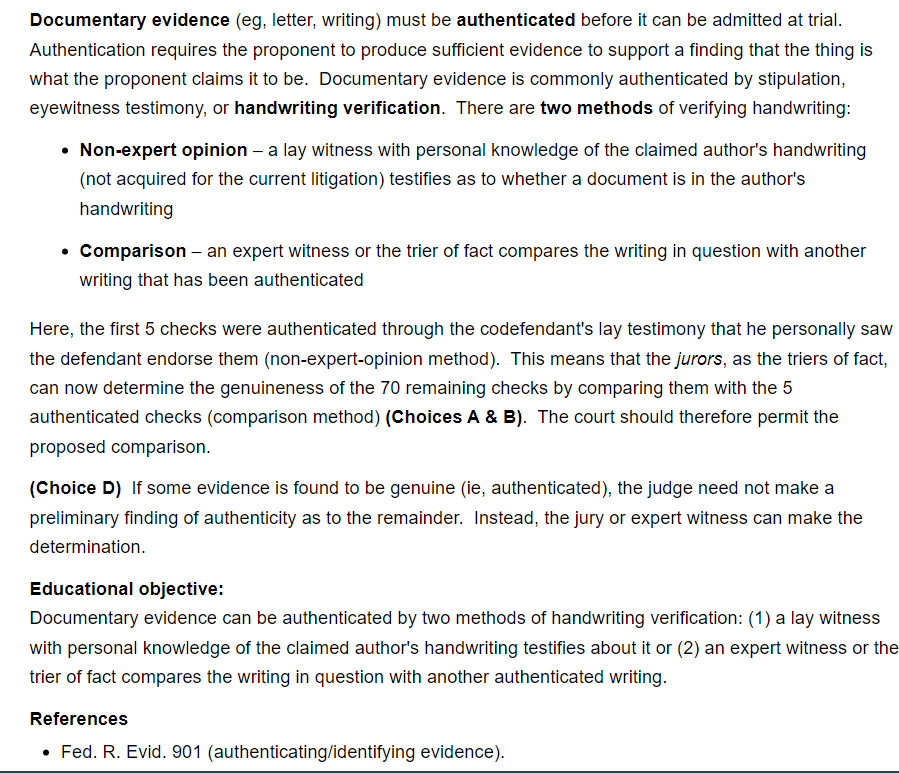 Documentary evidence (eg, letter, writing) must be authenticated before it can be admitted at trial.
Authentication requires the proponent to produce sufficient evidence to support a finding that the thing is
what the proponent claims it to be.  Documentary evidence is commonly authenticated by stipulation,
eyewitness testimony, or handwriting verification.  There are two methods of verifying handwriting:
• Non-expert opinion – a lay witness with personal knowledge of the claimed author's handwriting
(not acquired for the current litigation) testifies as to whether a document is in the author's
handwriting
• Comparison – an expert witness or the trier of fact compares the writing in question with another
writing that has been authenticated
Here, the first 5 checks were authenticated through the codefendant's lay testimony that he personally saw
the defendant endorse them (non-expert-opinion method).  This means that the jurors, as the triers of fact,
can now determine the genuineness of the 70 remaining checks by comparing them with the 5
authenticated checks (comparison method) (Choices A & B).  The court should therefore permit the
proposed comparison.
(Choice D)  If some evidence is found to be genuine (ie, authenticated), the judge need not make a
preliminary finding of authenticity as to the remainder.  Instead, the jury or expert witness can make the
determination.
Educational objective:
Documentary evidence can be authenticated by two methods of handwriting verification: (1) a lay witness
with personal knowledge of the claimed author's handwriting testifies about it or (2) an expert witness or the
trier of fact compares the writing in question with another authenticated writing.
References
• Fed. R. Evid. 901 (authenticating/identifying evidence).